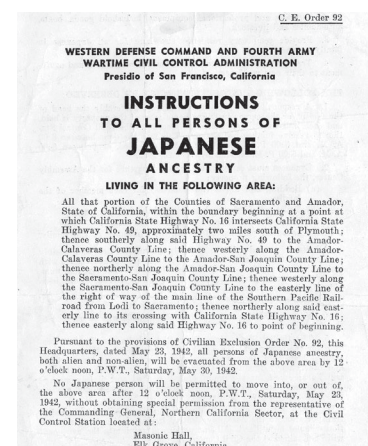 C. E. Order 92
WESTERN DEFENSE COMMAND AND FOURTH ARMY
WARTIME CIVIL CONTROL ADMINISTRATION
Presidio of San Francisco, California
INSTRUCTIONS
TO ALL PERSONS OF
JAPANESE
ANCESTRY
LIVING IN THE FOLLOWING AREA:
All that portion of the Counties of Sacramento and Amador,
State of California, within the boundary beginning at a point at
which California State Highway No. 16 intersects California State
Highway No. 49, approximately two miles south of Plymouth;
thence southerly along said Highway No. 49 to the Amador-
Calaveras County Line; thence westerly along the Amador-
Calaveras County Line to the Amador-San Joaquin County Line;
thence northerly along the Amador-San Joaquin County Line to
the Sacramento-San Joaquin County Line; thence westerly along
the Sacramento-San Joaquin County Line to the easterly line of
the right of way of the main line of the Southern Pacific Rail-
road from Lodi to Sacramento; thence northerly along said east-
erly line to its crossing with California State Highway No. 16;
thence easterly along said Highway No. 16 to point of beginning.
Pursuant to the provisions of Civilian Exclusion Order No. 92, this
Headquarters, dated May 23, 1942, all persons of Japanese ancestry,
both alien and non-alien, will be evacuated from the above area by 12
o'clock noon, P.W.T., Saturday, May 30, 1942.
No Japanese person will be permitted to move into, or out of,
the above area after 12 o'clock noon, P.W.T., Saturday, May 23,
1942, without obtaining special permission from the representative of
the Commanding General, Northern California Sector, at the Civil
Control Station located at:
Masonic Hall,
Elk Grove, California